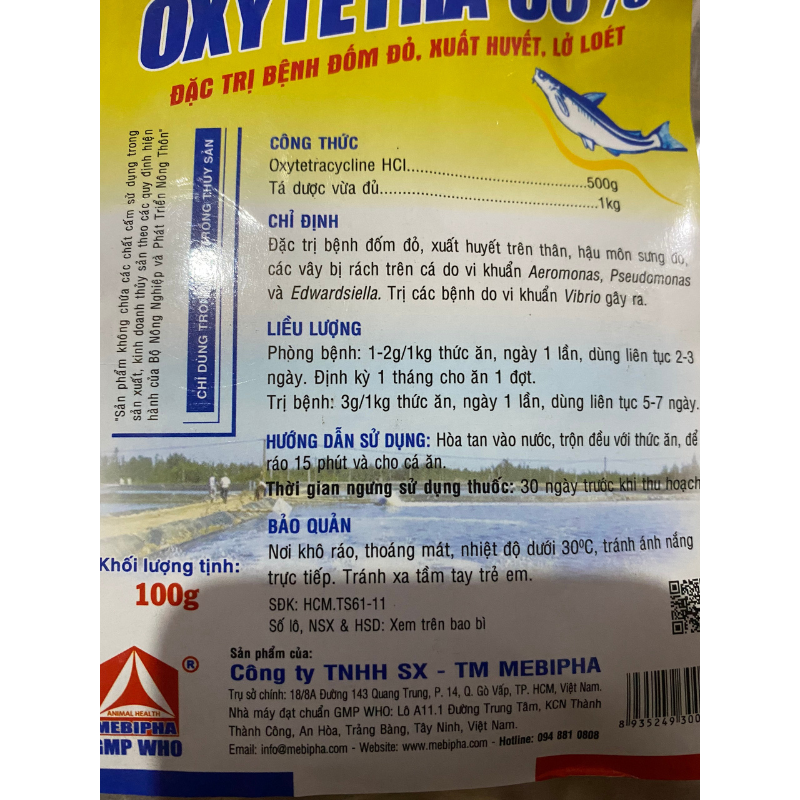 OXYTETRA
ĐẶC TRỊ BỆNH ĐỐM ĐỎ, XUẤT HUYẾT, LỞ LOÉT
"Sản phẩm không chứa các chất cấm sử dụng trong
sản xuất, kinh doanh thủy sản theo các quy định hiện
hành của Bộ Nông Nghiệp và Phát Triển Nông Thôn"
CHỈ DÙNG TRONG THỦY SẢN
CÔNG THỨC
Oxytetracycline HCl.....500g
Tá dược vừa đủ.....1kg
CHỈ ĐỊNH
Đặc trị bệnh đốm đỏ, xuất huyết trên thân, hậu môn sưng đỏ,
các vây bị rách trên cá do vi khuẩn Aeromonas, Pseudomonas
và Edwardsiella. Trị các bệnh do vi khuẩn Vibrio gây ra.
LIỀU LƯỢNG
Phòng bệnh: 1-2g/1kg thức ăn, ngày 1 lần, dùng liên tục 2-3
ngày. Định kỳ 1 tháng cho ăn 1 đợt.
Trị bệnh: 3g/1kg thức ăn, ngày 1 lần, dùng liên tục 5-7 ngày.
HƯỚNG DẪN SỬ DỤNG: Hòa tan vào nước, trộn đều với thức ăn, để
ráo 15 phút và cho cá ăn.
Thời gian ngưng sử dụng thuốc: 30 ngày trước khi thu hoạch
BẢO QUẢN
Nơi khô ráo, thoáng mát, nhiệt độ dưới 30ºC, tránh ánh nắng
trực tiếp. Tránh xa tầm tay trẻ em.
SĐK: HCM.TS61-11
Số lô, NSX & HSD: Xem trên bao bì
Khối lượng tịnh:
100g
®
ANIMAL HEALTH
MEBIPHA
GMP WHO
Sản phẩm của:
Công ty TNHH SX - TM MEBIPHA
Trụ sở chính: 18/8A Đường 143 Quang Trung, P. 14, Q. Gò Vấp, TP. HCM, Việt Nam.
Nhà máy đạt chuẩn GMP WHO: Lô A11.1 Đường Trung Tâm, KCN Thành
Thành Công, An Hòa, Trảng Bàng, Tây Ninh, Việt Nam.
Email: info@mebipha.com - Website: www.mebipha.com - Hotline: 094 881 0808
8 935249 300